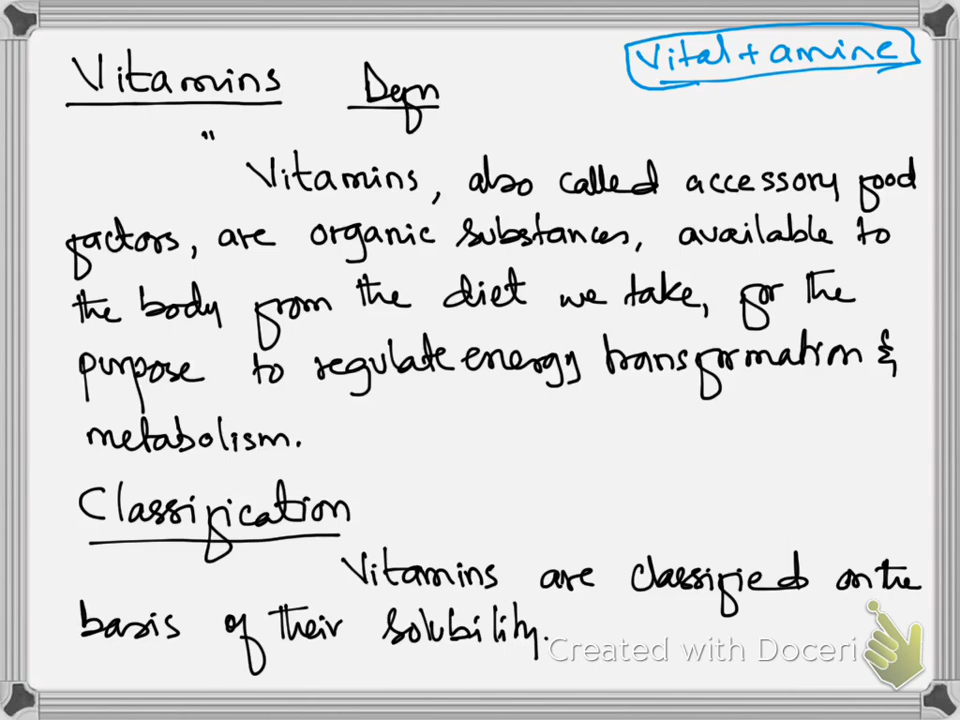 Vital + amine
Vitamins Defn
"
Vitamins, also called accessory food
factors, are organic substances, available to
the body from the diet we take, for the
purpose to regulate energy transformation &
metabolism.
Classification
Vitamins are classified on the
basis of their solubility.
Created with Doceri